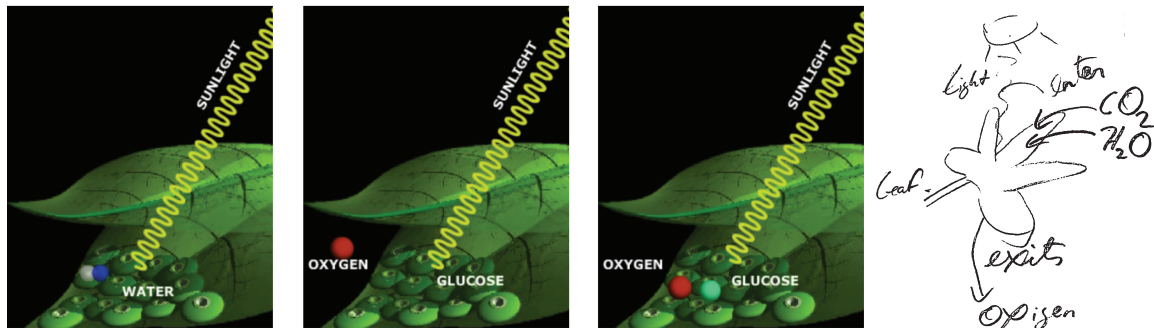 SUNLIGHT
WATER
SUNLIGHT
OXYGEN
GLUCOSE
SUNLIGHT
OXYGEN
GLUCOSE
Light
enter
CO2
H2O
Leaf.
exits
Oxigen